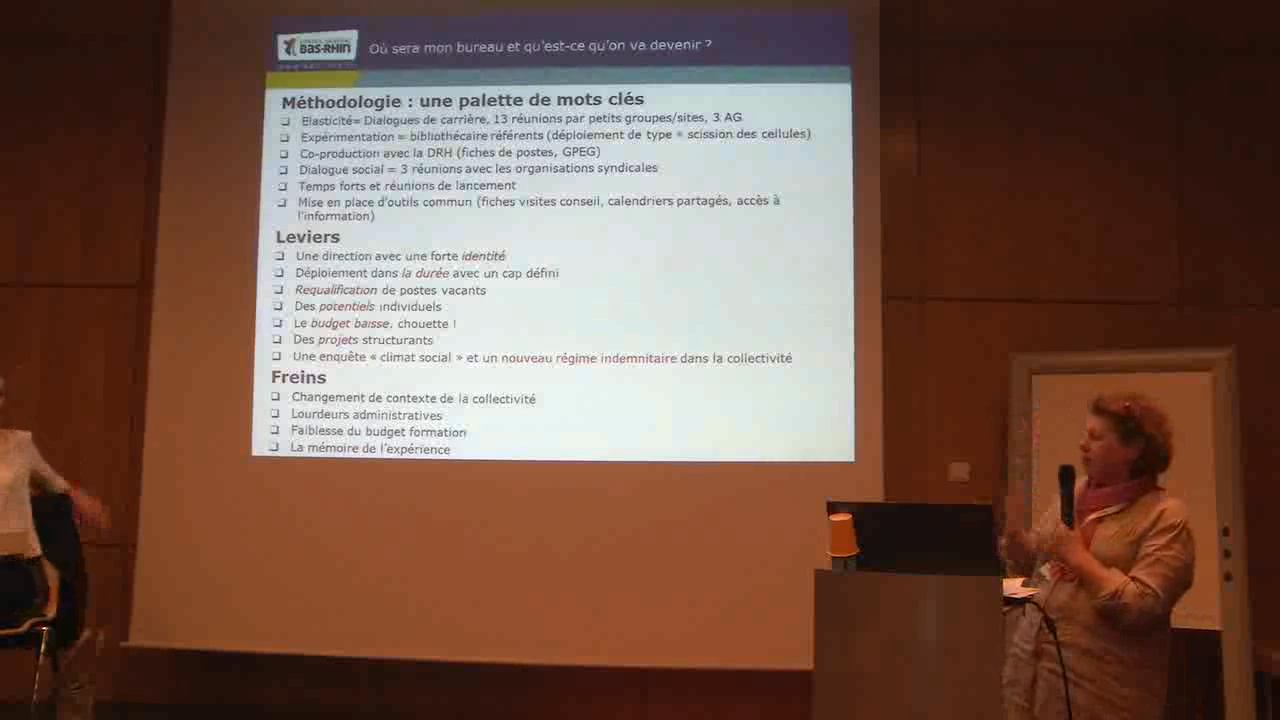 CONSEIL GÉNÉRAL
BAS-RHIN
Où sera mon bureau et qu'est-ce qu'on va devenir ?
Méthodologie : une palette de mots clés
❑ Elasticité= Dialogues de carrière, 13 réunions par petits groupes/sites, 3 AG
❑ Expérimentation = bibliothécaire référents (déploiement de type « scission des cellules)
❑ Co-production avec la DRH (fiches de postes, GPEG)
❑ Dialogue social = 3 réunions avec les organisations syndicales
❑ Temps forts et réunions de lancement
❑ Mise en place d'outils commun (fiches visites conseil, calendriers partagés, accès à
l'information)
Leviers
❑ Une direction avec une forte identité
❑ Déploiement dans la durée avec un cap défini
❑ Requalification de postes vacants
❑ Des potentiels individuels
❑ Le budget baisse, chouette !
❑ Des projets structurants
❑ Une enquête « climat social » et un nouveau régime indemnitaire dans la collectivité
Freins
❑ Changement de contexte de la collectivité
❑ Lourdeurs administratives
❑ Faiblesse du budget formation
❑ La mémoire de l'expérience